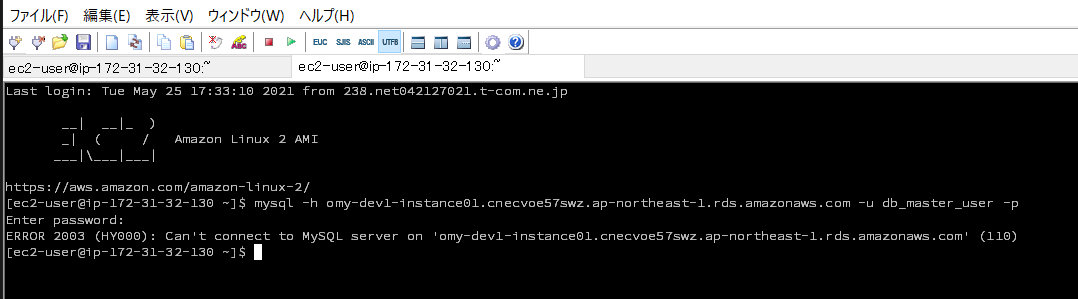 ファイル(F) 編集(E) 表示(V) ウィンドウ(W) ヘルプ(H)
EUC SJIS ASCII UTF8
ec2-user@ip-172-31-32-130:~ ec2-user@ip-172-31-32-130:~
Last login: Tue May 25 17:33:10 2021 from 238.net042127021.t-com.ne.jp
__|  __|_  )
_|  (     /   Amazon Linux 2 AMI
___|\___|___|
https://aws.amazon.com/amazon-linux-2/
[ec2-user@ip-172-31-32-130 ~]$ mysql -h omy-dev1-instance01.cnecvoe57swz.ap-northeast-1.rds.amazonaws.com -u db_master_user -p
Enter password:
ERROR 2003 (HY000): Can't connect to MySQL server on 'omy-dev1-instance01.cnecvoe57swz.ap-northeast-1.rds.amazonaws.com' (110)
[ec2-user@ip-172-31-32-130 ~]$